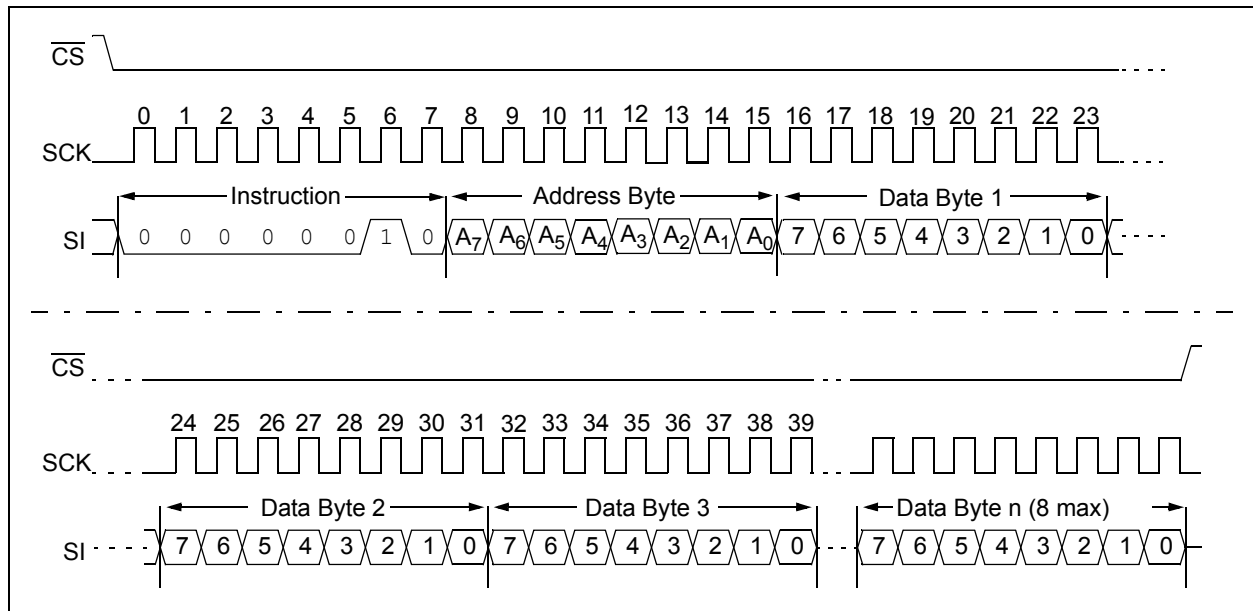 CS
0 1 2 3 4 5 6 7 8 9 10 11 12 13 14 15 16 17 18 19 20 21 22 23
SCK
Instruction Address Byte Data Byte 1
SI 0 0 0 0 0 0 1 0 A7 A6 A5 A4 A3 A2 A1 A0 7 6 5 4 3 2 1 0
CS
24 25 26 27 28 29 30 31 32 33 34 35 36 37 38 39
SCK
Data Byte 2 Data Byte 3 Data Byte n (8 max)
SI 7 6 5 4 3 2 1 0 7 6 5 4 3 2 1 0 7 6 5 4 3 2 1 0